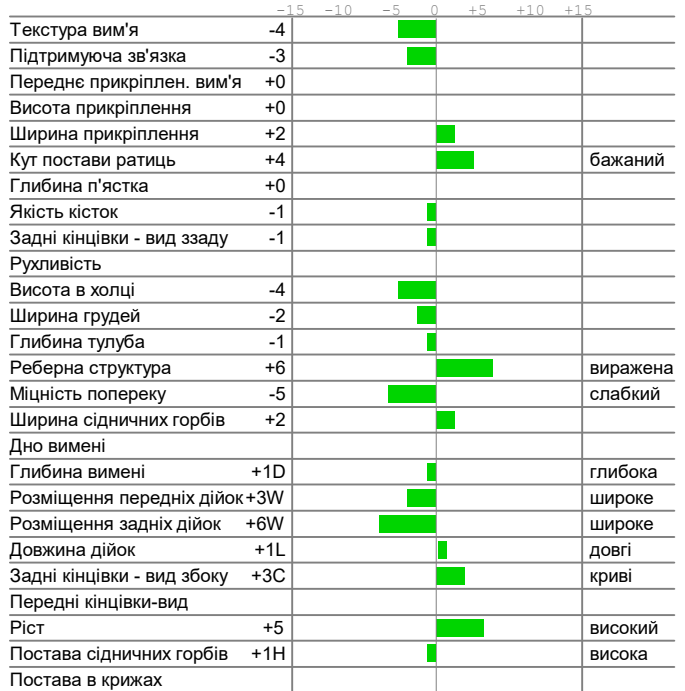 -15 -10 -5 0 +5 +10 +15
Текстура вим'я -4
Підтримуюча зв'язка -3
Переднє прикріплен. вим'я +0
Висота прикріплення +0
Ширина прикріплення +2
Кут постави ратиць +4 бажаний
Глибина п'ястка +0
Якість кісток -1
Задні кінцівки - вид ззаду -1
Рухливість
Висота в холці -4
Ширина грудей -2
Глибина тулуба -1
Реберна структура +6 виражена
Міцність попереку -5 слабкий
Ширина сідничних горбів +2
Дно вимені
Глибина вимені +1D глибока
Розміщення передніх дійок +3W широке
Розміщення задніх дійок +6W широке
Довжина дійок +1L довгі
Задні кінцівки - вид збоку +3C криві
Передні кінцівки-вид
Ріст +5 високий
Постава сідничних горбів +1H висока
Постава в крижах